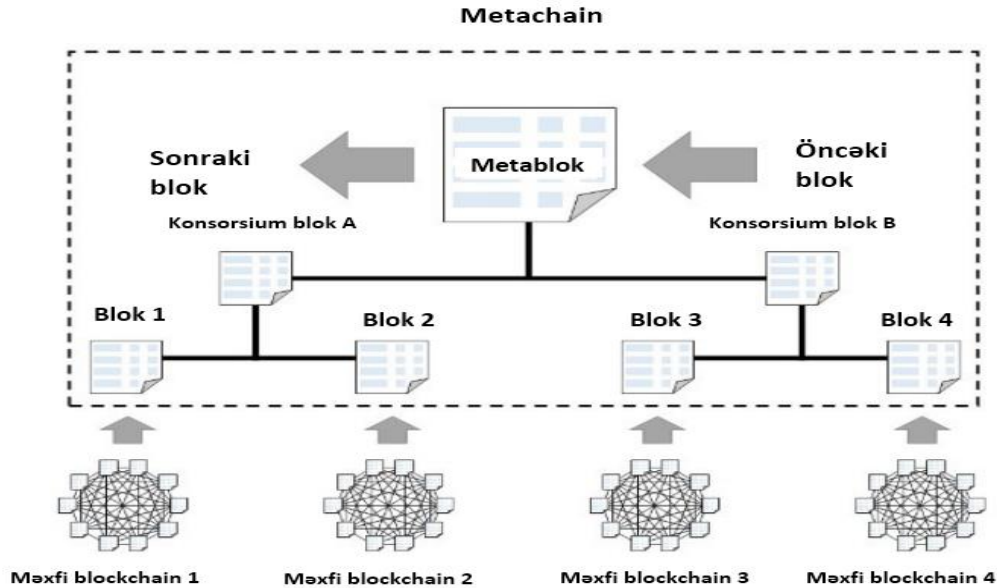 Metachain
Sonraki
blok
Metablok
Öncəki
blok
Konsorsium blok A
Konsorsium blok B
Blok 1
Blok 2
Blok 3
Blok 4
Məxfi blockchain 1
Məxfi blockchain 2
Məxfi blockchain 3
Məxfi blockchain 4